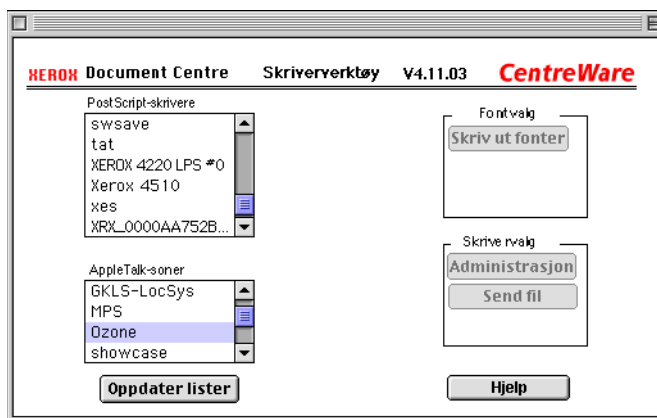 XEROX Document Centre Skriververktøy V4.11.03 CentreWare
PostScript-skrivere
swsave
tat
XEROX 4220 LPS #0
Xerox 4510
xes
XRX_0000AA752B...
AppleTalk-soner
GKLS-LocSys
MPS
Ozone
showcase
Oppdater lister
Fontvalg
Skriv ut fonter
Skrivervalg
Administrasjon
Send fil
Hjelp